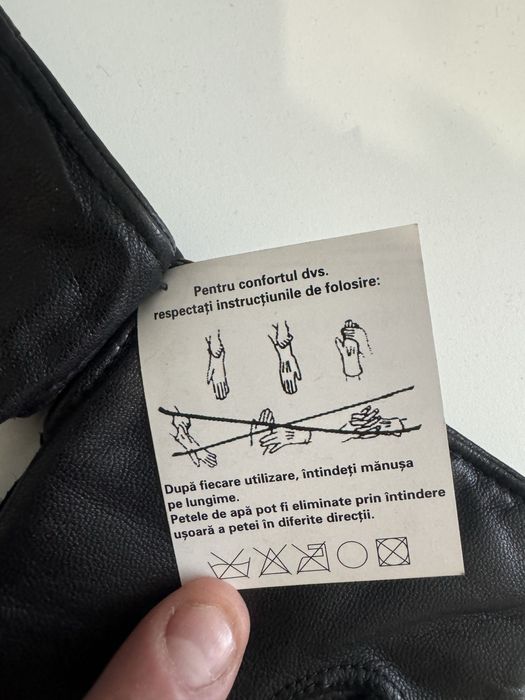 Pentru confortul dvs.
respectați instrucțiunile de folosire:
După fiecare utilizare, întindeți mănușa
pe lungime.
Petele de apă pot fi eliminate prin întindere
ușoară a petei în diferite direcții.